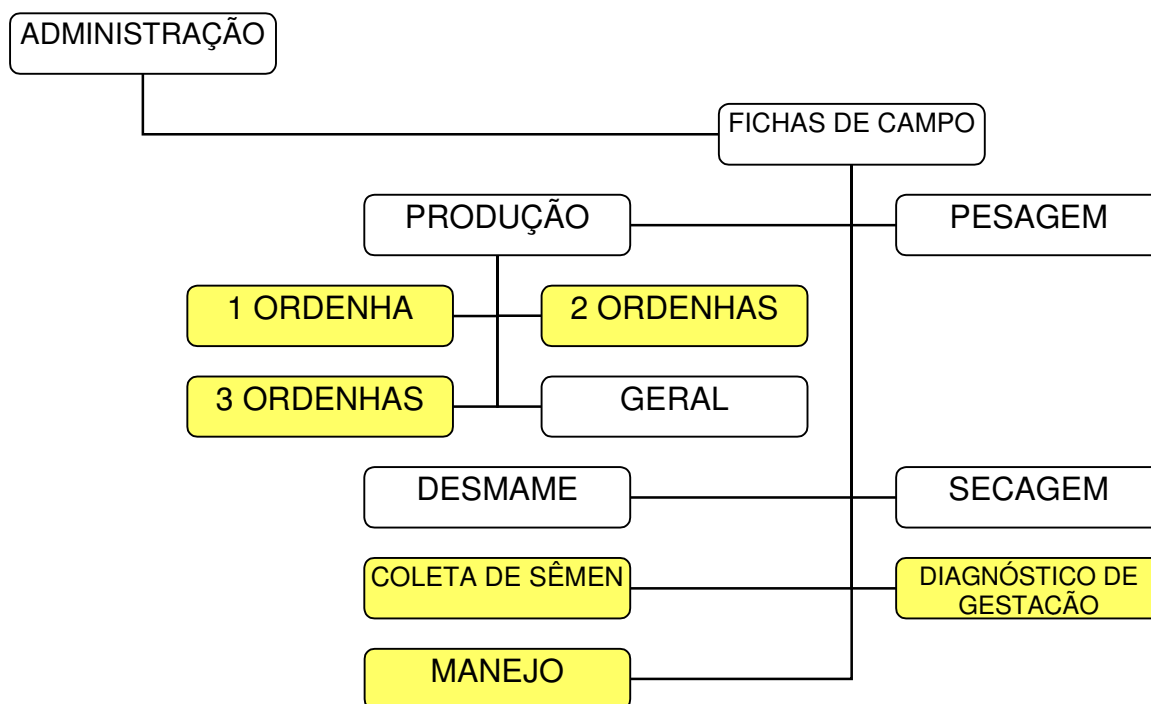 ADMINISTRAÇÃO
FICHAS DE CAMPO
PRODUÇÃO
PESAGEM
1 ORDENHA
2 ORDENHAS
3 ORDENHAS
GERAL
DESMAME
SECAGEM
COLETA DE SÊMEN
DIAGNÓSTICO DE
GESTACÃO
MANEJO